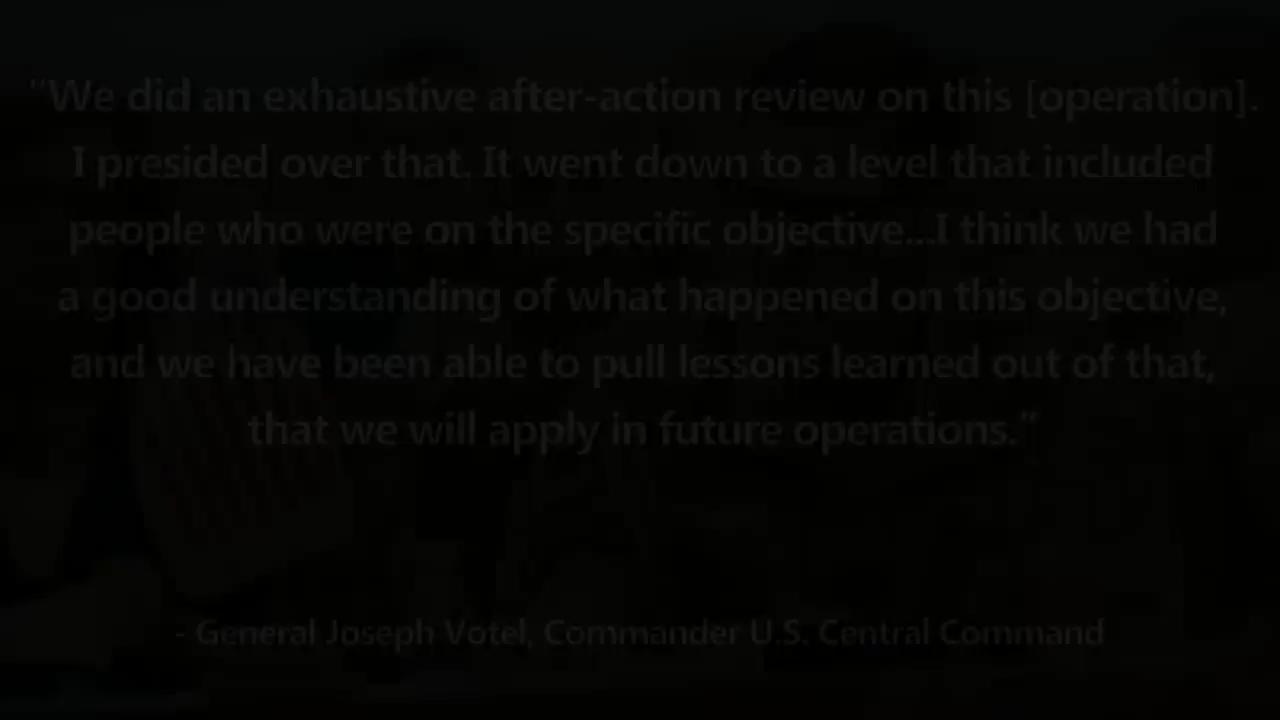 "We did an exhaustive after-action review on this [operation].
I presided over that. It went down to a level that included
people who were on the specific objective...I think we had
a good understanding of what happened on this objective,
and we have been able to pull lessons learned out of that,
that we will apply in future operations."
- General Joseph Votel, Commander U.S. Central Command